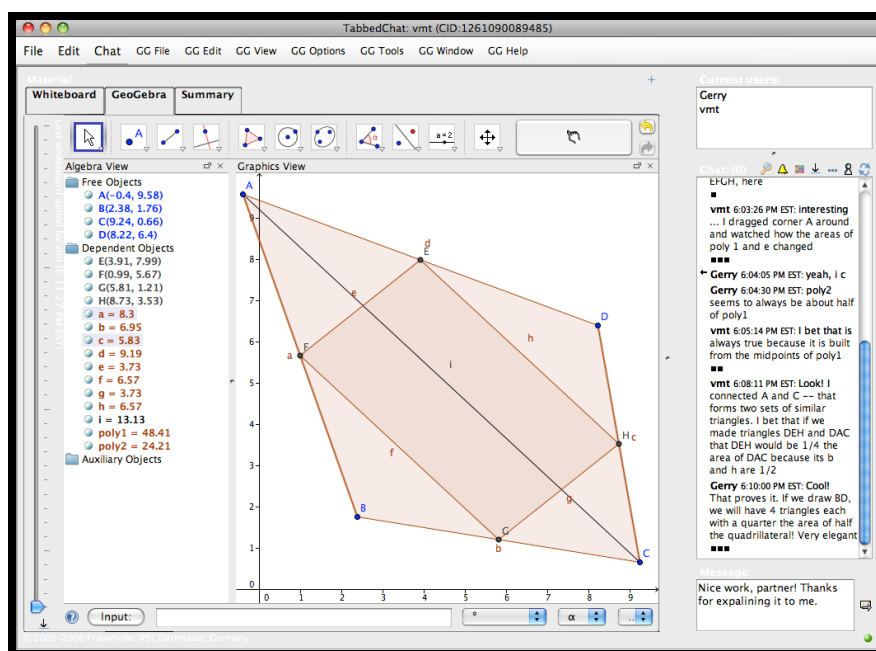 TabbedChat: vmt (CID:1261090089485)
File Edit Chat GG File GG Edit GG View GG Options GG Tools GG Window GG Help
Material:
Whiteboard GeoGebra Summary
A
α
a=2
Algebra View
Free Objects
A(-0.4, 9.58)
B(2.38, 1.76)
C(9.24, 0.66)
D(8.22, 6.4)
Dependent Objects
E(3.91, 7.99)
F(0.99, 5.67)
G(5.81, 1.21)
H(8.73, 3.53)
a = 8.3
b = 6.95
c = 5.83
d = 9.19
e = 3.73
f = 6.57
g = 3.73
h = 6.57
i = 13.13
poly1 = 48.41
poly2 = 24.21
Auxiliary Objects
Graphics View
A
9
d
E
8
e
7
D
h
6
F
a
i
5
4
H c
f
3
g
2
B
G
b
1
C
0
0 1 2 3 4 5 6 7 8 9
Input:
°
α
..
© 2005-2006 Fraunhofer IPSI, Darmstadt, Germany
Current users:
Gerry
vmt
Chat: (0)
EFGH, here
vmt 6:03:26 PM EST: interesting
... I dragged corner A around
and watched how the areas of
poly 1 and e changed
Gerry 6:04:05 PM EST: yeah, i c
Gerry 6:04:30 PM EST: poly2
seems to always be about half
of poly1
vmt 6:05:14 PM EST: I bet that is
always true because it is built
from the midpoints of poly1
vmt 6:08:11 PM EST: Look! I
connected A and C -- that
forms two sets of similar
triangles. I bet that if we
made triangles DEH and DAC
that DEH would be 1/4 the
area of DAC because its b
and h are 1/2
Gerry 6:10:00 PM EST: Cool!
That proves it. If we draw BD,
we will have 4 triangles each
with a quarter the area of half
the quadrillateral! Very elegant
Message:
Nice work, partner! Thanks
for expalining it to me.